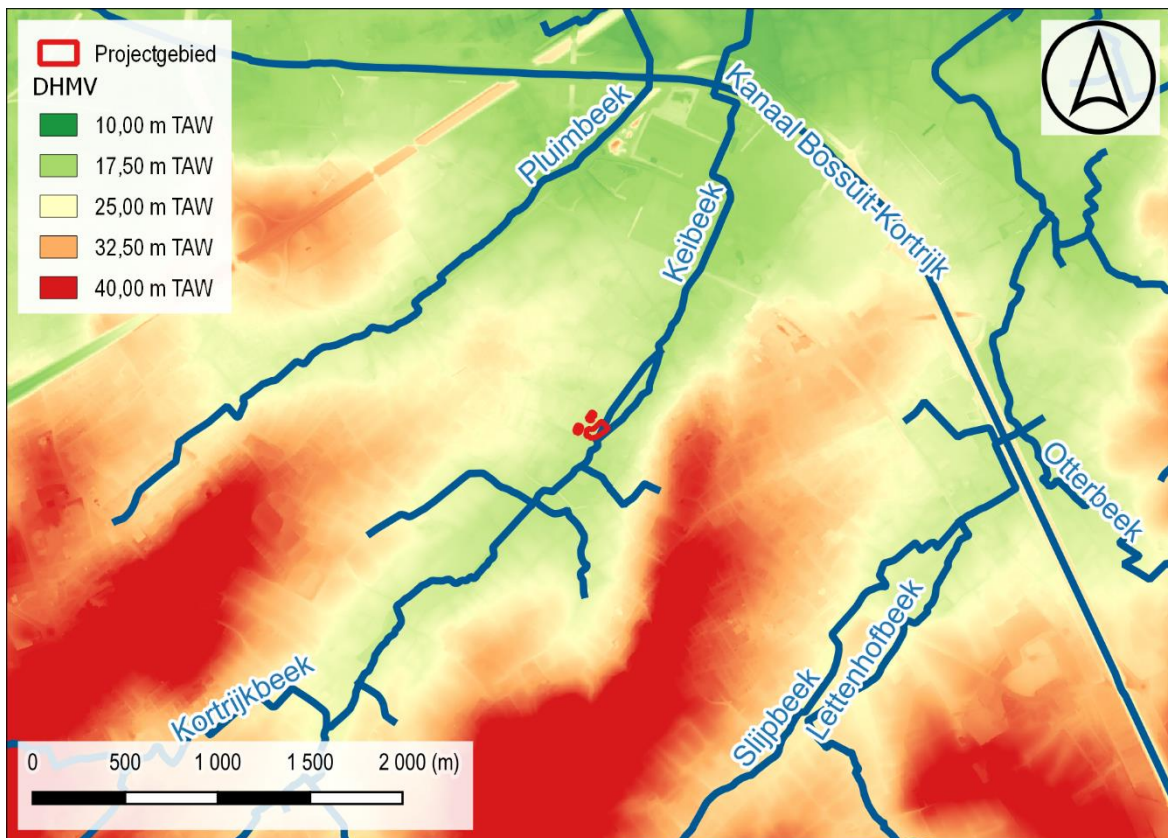 Projectgebied
DHMV
10,00 m TAW
17,50 m TAW
25,00 m TAW
32,50 m TAW
40,00 m TAW
Pluimbeek
Keibeek
Kanaal Bossuit-Kortrijk
Otterbeek
Kortrijkbeek
Slijpbeek
Lettenhofbeek
0 500 1 000 1 500 2 000 (m)